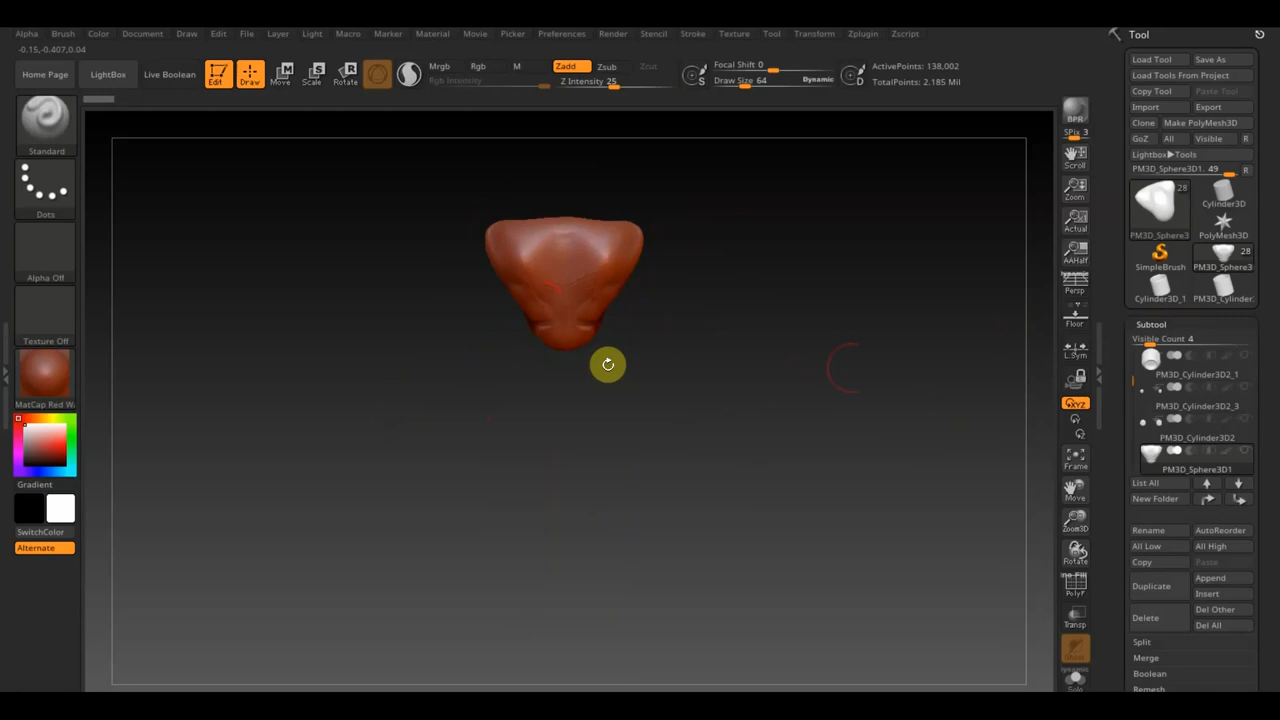 Alpha Brush Color Document Draw Edit File Layer Light Macro Marker Material Movie Picker Preferences Render Stencil Stroke Texture Tool Transform Zplugin Zscript
-0.15,-0.407,0.04
Home Page LightBox Live Boolean Edit Draw Move Scale Rotate
Mrgb Rgb M Zadd Zsub Zcut
Rgb Intensity Z Intensity 25
Focal Shift 0
Draw Size 64 Dynamic
ActivePoints: 138,002
TotalPoints: 2.185 Mil
Standard
Dots
Alpha Off
Texture Off
MatCap Red Wa
Gradient
SwitchColor
Alternate
BPR
SPix 3
Scroll
Zoom
Actual
AAHalf
Dynamic
Persp
Floor
L.Sym
XYZ
Frame
Move
Zoom3D
Rotate
PolyF
Transp
Ghost
Dynamic
Solo
Tool
Load Tool Save As
Load Tools From Project
Copy Tool Paste Tool
Import Export
Clone Make PolyMesh3D
GoZ All Visible R
Lightbox▶Tools
PM3D_Sphere3D1. 49 R
28
Cylinder3D
PM3D_Sphere3 PolyMesh3D
28
SimpleBrush PM3D_Sphere3
Cylinder3D_1 PM3D_Cylinder.
Subtool
Visible Count 4
PM3D_Cylinder3D2_1
PM3D_Cylinder3D2_3
PM3D_Cylinder3D2
PM3D_Sphere3D1
List All
New Folder
Rename AutoReorder
All Low All High
Copy Paste
Duplicate Append
Insert
Delete Del Other
Del All
Split
Merge
Boolean
Remesh